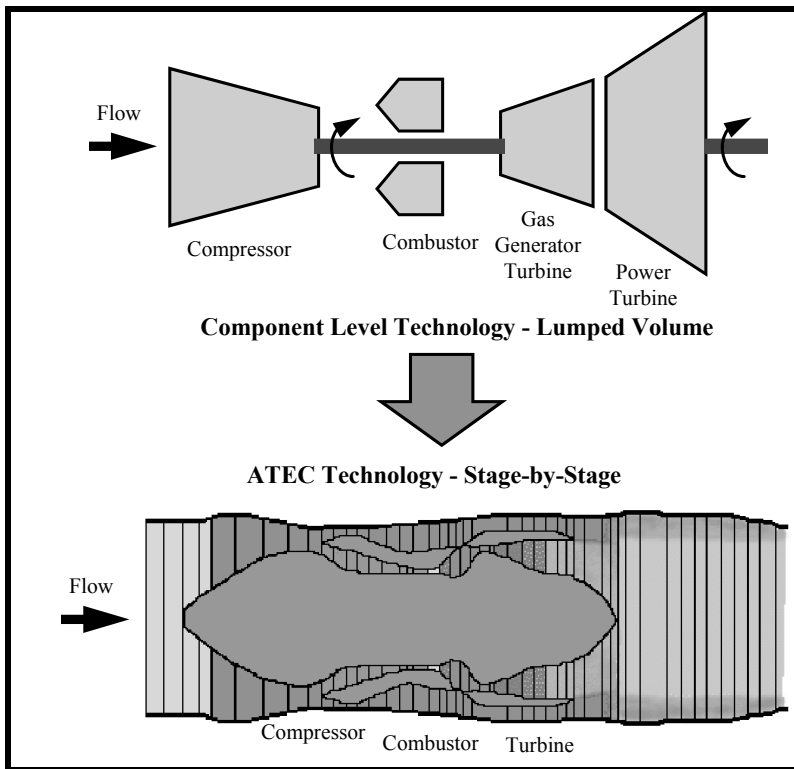 Flow
Compressor
Combustor
Gas
Generator
Turbine
Power
Turbine
Component Level Technology - Lumped Volume
ATEC Technology - Stage-by-Stage
Flow
Compressor
Combustor
Turbine